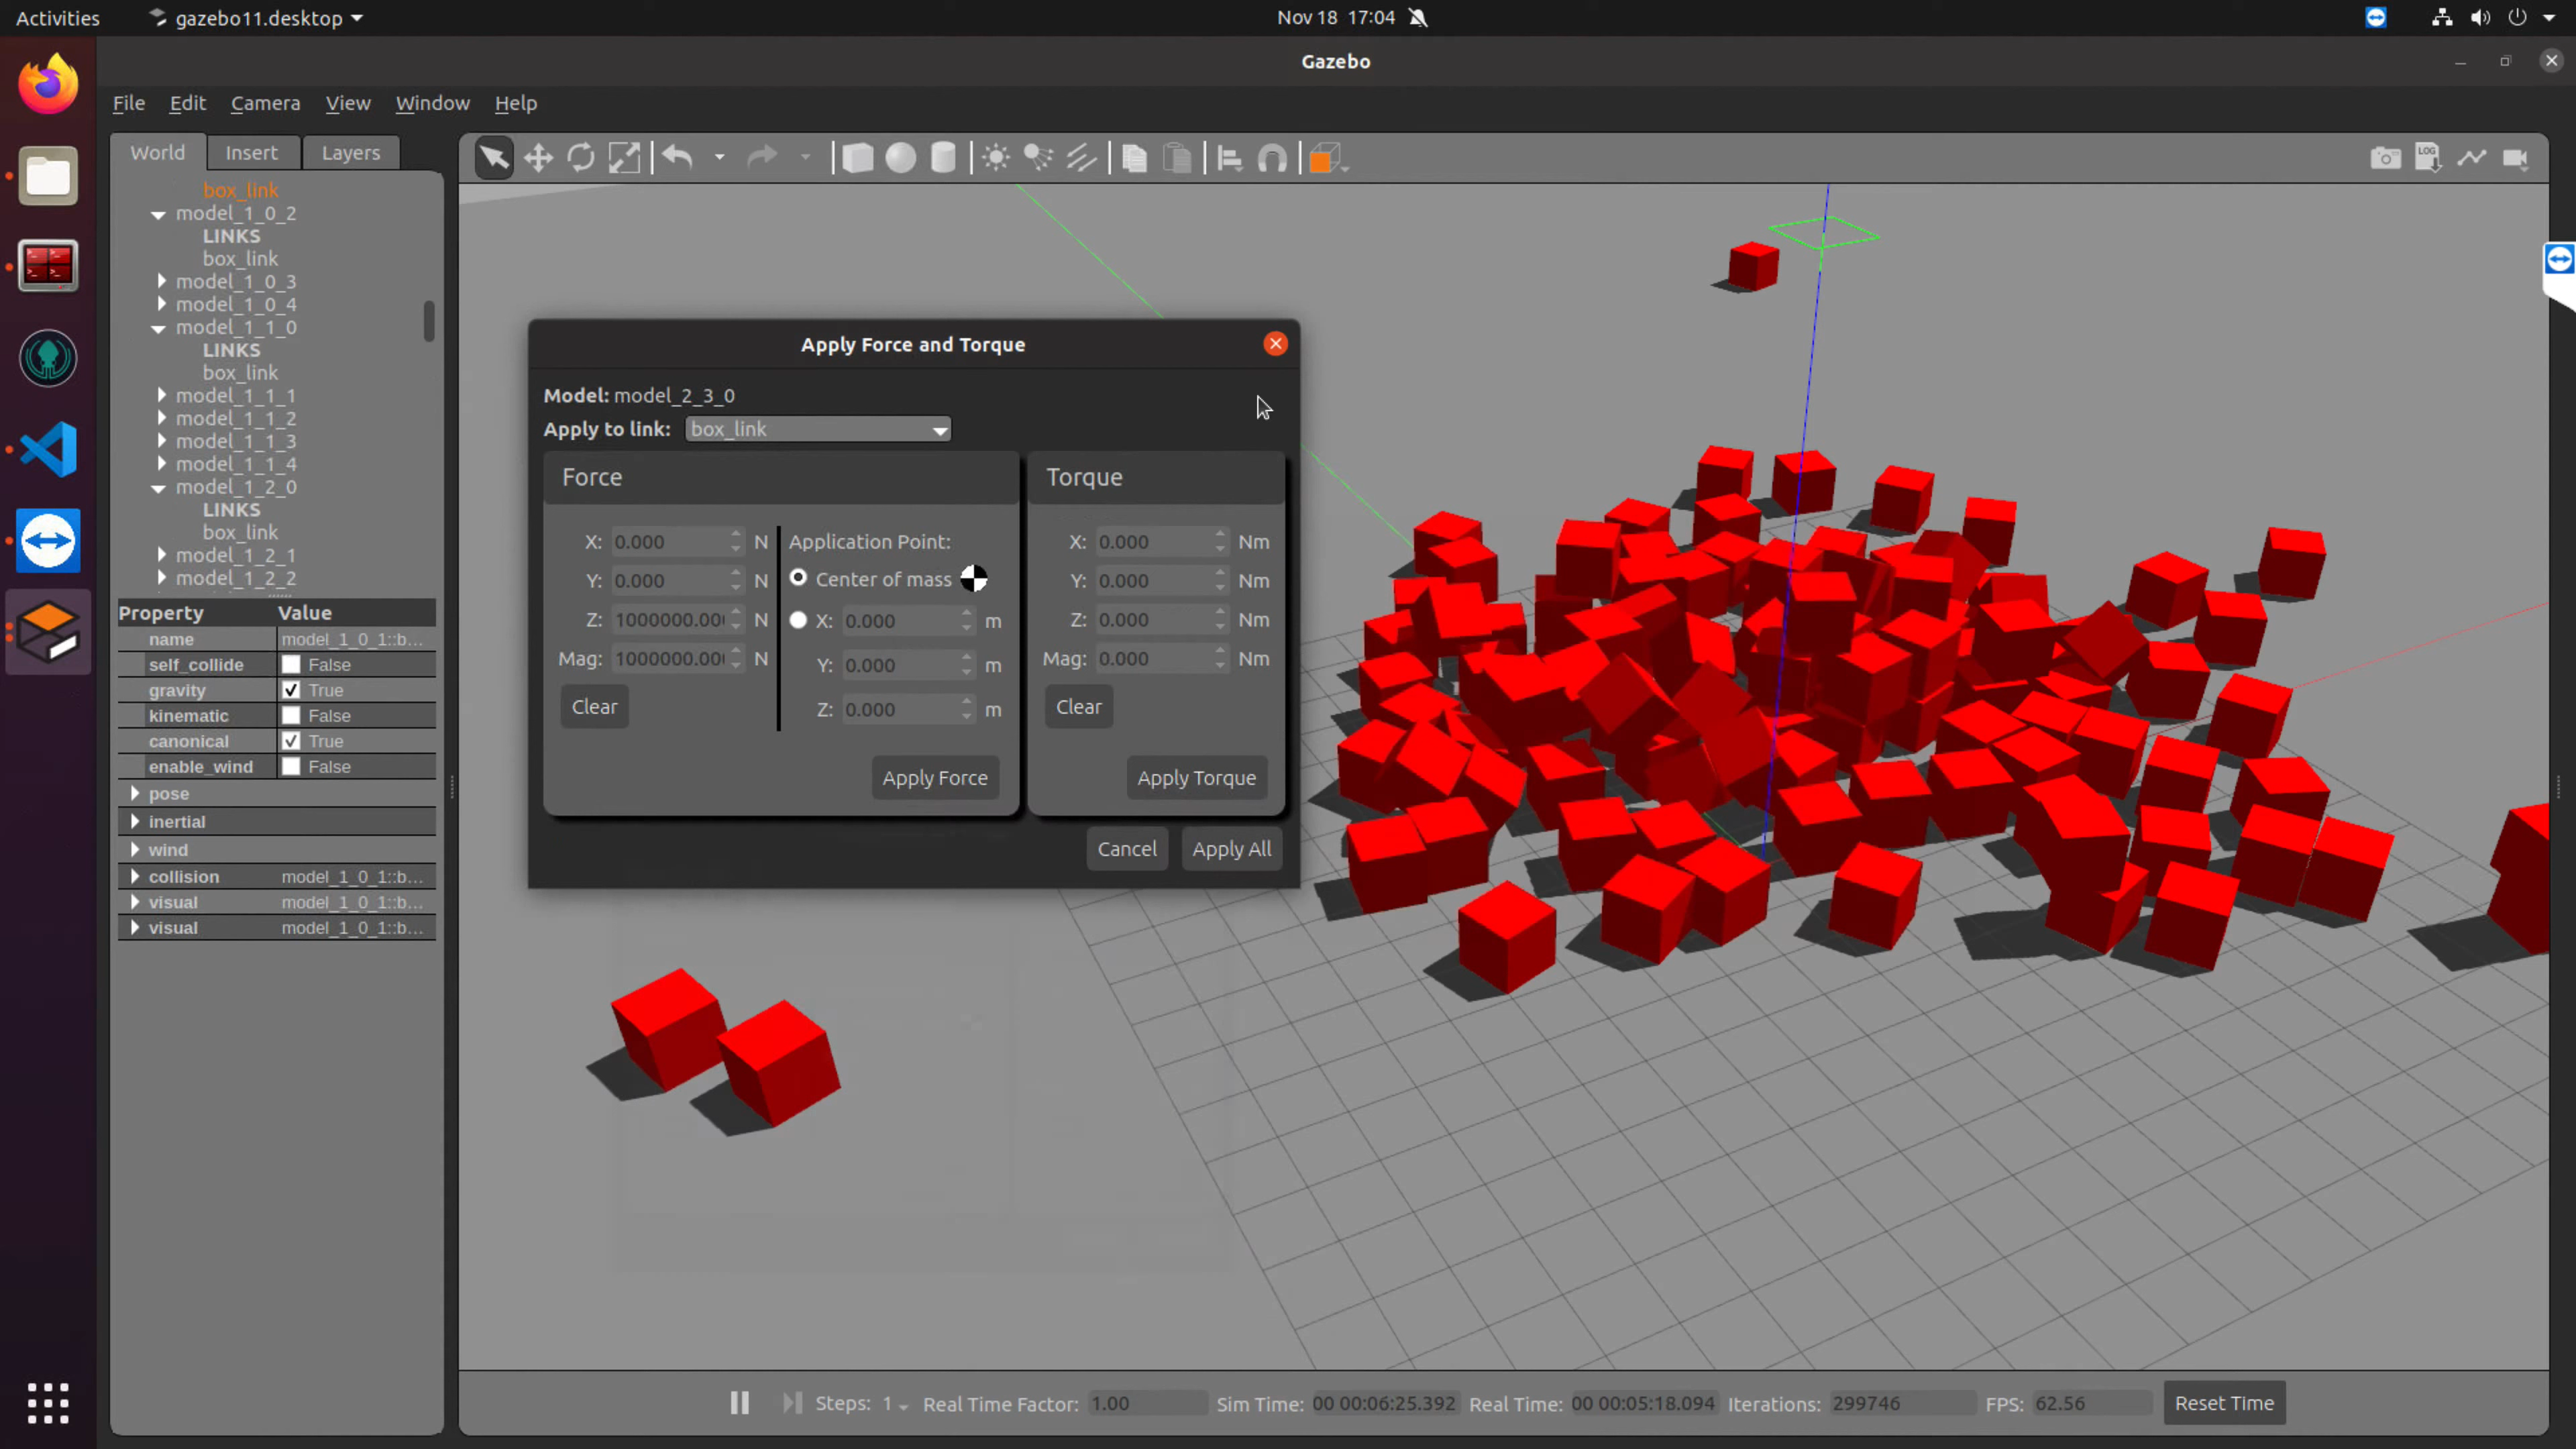 Activities gazebo11.desktop Nov 18 17:04
Gazebo
File Edit Camera View Window Help
World Insert Layers
box_link
model_1_0_2
LINKS
box_link
model_1_0_3
model_1_0_4
model_1_1_0
LINKS
box_link
model_1_1_1
model_1_1_2
model_1_1_3
model_1_1_4
model_1_2_0
LINKS
box_link
model_1_2_1
model_1_2_2
Property Value
name model_1_0_1::b...
self_collide False
gravity True
kinematic False
canonical True
enable_wind False
pose
inertial
wind
collision model_1_0_1::b...
visual model_1_0_1::b...
visual model_1_0_1::b...
LOG
Apply Force and Torque
Model: model_2_3_0
Apply to link: box_link
Force
X: 0.000 N
Y: 0.000 N
Z: 1000000.00 N
Mag: 1000000.00 N
Clear
Application Point:
Center of mass
X: 0.000 m
Y: 0.000 m
Z: 0.000 m
Apply Force
Torque
X: 0.000 Nm
Y: 0.000 Nm
Z: 0.000 Nm
Mag: 0.000 Nm
Clear
Apply Torque
Cancel Apply All
Steps: 1 Real Time Factor: 1.00 Sim Time: 00 00:06:25.392 Real Time: 00 00:05:18.094 Iterations: 299746 FPS: 62.56 Reset Time